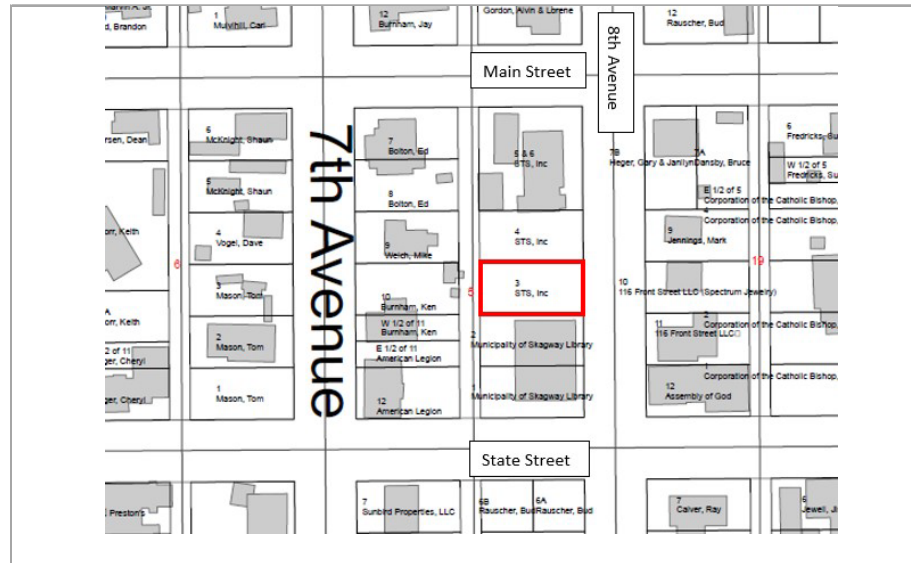 1
Mulvihill, Carl
12
Burnham, Jay
Gordon, Alvin & Lorene
12
Rauscher, Bud
d, Brandon
Main Street
8th Avenue
7th Avenue
rsen, Dean
6
McKnight, Shaun
7
Bolton, Ed
5 & 6
STS, Inc
7B
Heger, Gary & Janilyn
7A
Dansby, Bruce
6
Fredricks, Su
5
McKnight, Shaun
8
Bolton, Ed
E 1/2 of 5
Corporation of the Catholic Bishop,
W 1/2 of 5
Fredricks, Su
orr, Keith
4
Vogel, Dave
9
Welch, Mike
4
STS, Inc
9
Jennings, Mark
4
Corporation of the Catholic Bishop,
6
5
19
3
Mason, Tom
10
Burnham, Ken
3
STS, Inc
10
116 Front Street LLC (Spectrum Jewelry)
A
orr, Keith
W 1/2 of 11
Burnham, Ken
2
Corporation of the Catholic Bishop,
2 of 11
ger, Cheryl
2
Mason, Tom
E 1/2 of 11
American Legion
2
Municipality of Skagway Library
11
116 Front Street LLC
1
Corporation of the Catholic Bishop,
ger, Cheryl
1
Mason, Tom
12
American Legion
1
Municipality of Skagway Library
12
Assembly of God
State Street
Preston's
7
Sunbird Properties, LLC
6B
Rauscher, Bud
6A
Rauscher, Bud
7
Calver, Ray
6
Jewell, Ji